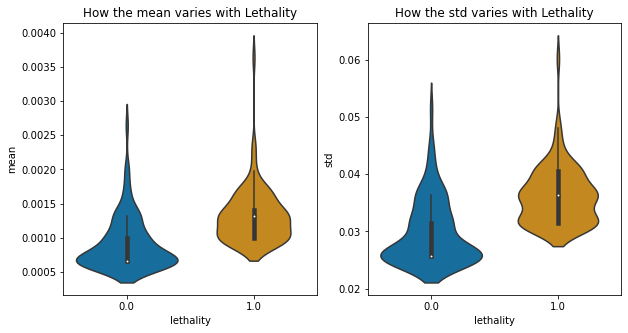 How the mean varies with Lethality
0.0040
0.0035
0.0030
0.0025
0.0020
0.0015
0.0010
0.0005
mean
0.0 1.0
lethality
How the std varies with Lethality
0.06
0.05
0.04
0.03
0.02
std
0.0 1.0
lethality